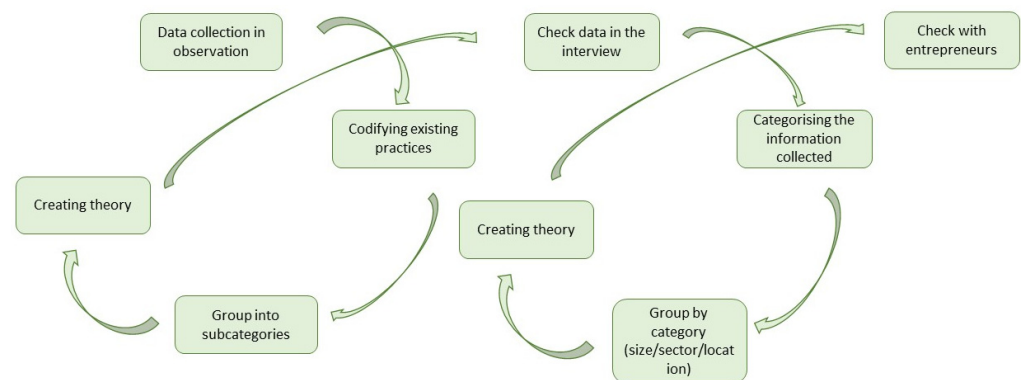 Data collection in
observation
Codifying existing
practices
Group into
subcategories
Creating theory
Check data in the
interview
Categorising the
information
collected
Group by
category
(size/sector/locat
ion)
Creating theory
Check with
entrepreneurs